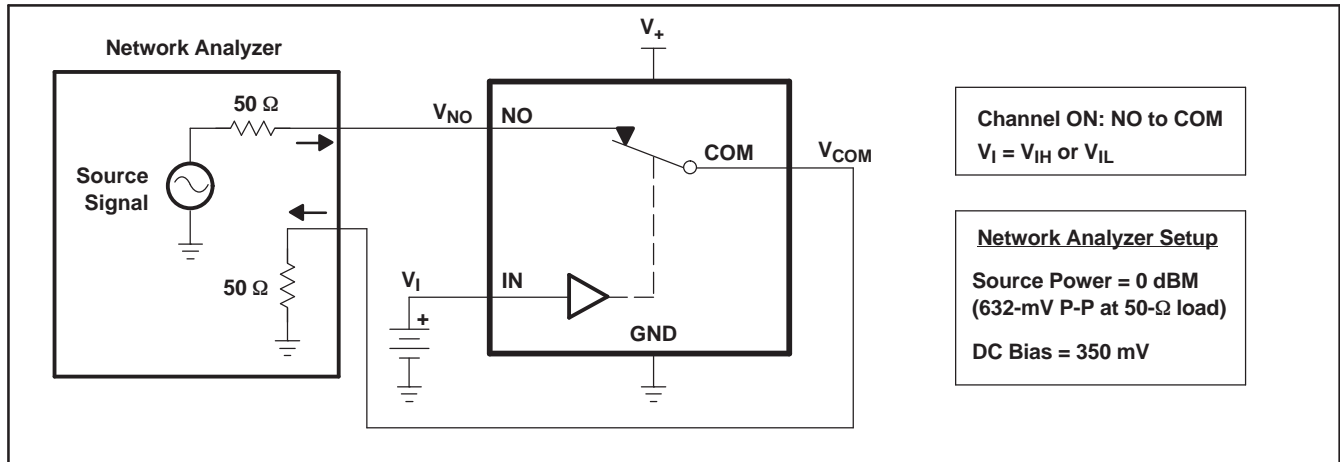 Network Analyzer
50 Ω
Source
Signal
50 Ω
V+
VNO
NO
COM
VCOM
VI
+
IN
GND
Channel ON: NO to COM
VI = VIH or VIL
Network Analyzer Setup
Source Power = 0 dBM
(632-mV P-P at 50-Ω load)
DC Bias = 350 mV